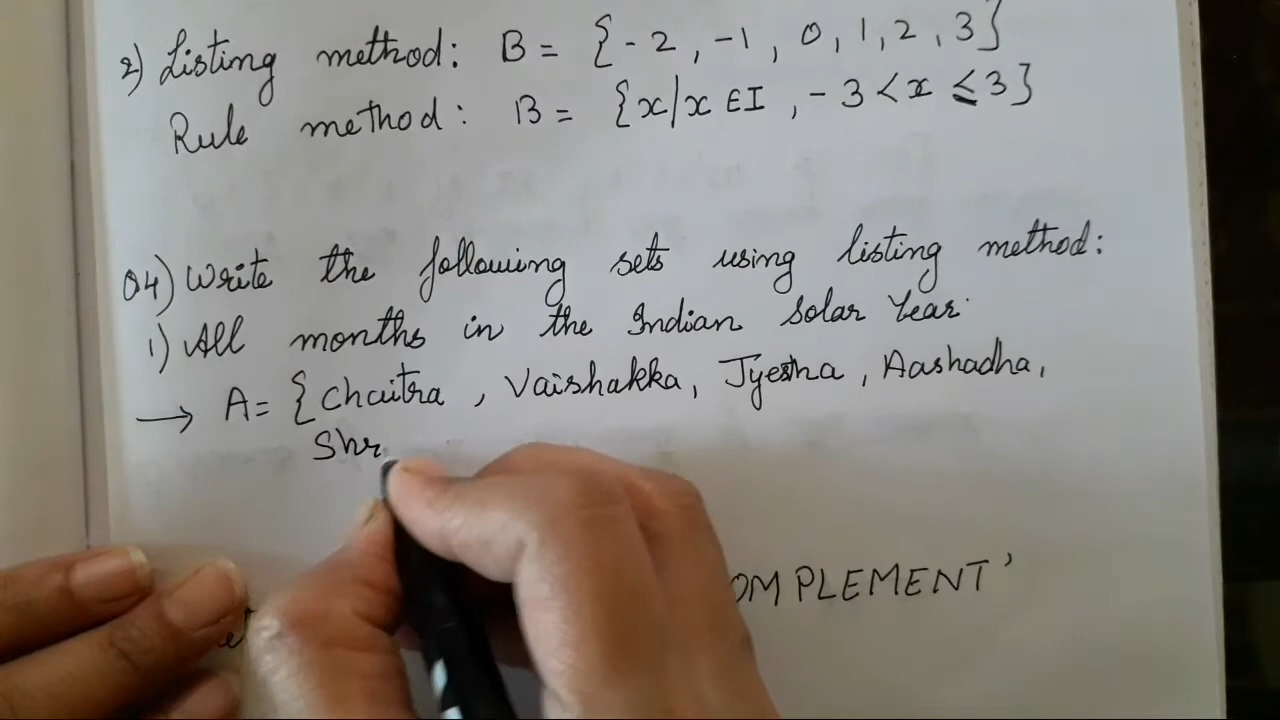 2) Listing method: B = {-2, -1, 0, 1, 2, 3}
Rule method: B = {x/x ∈ I, -3 < x ≤ 3}
Q4) Write the following sets using listing method:
1) All months in the Indian Solar Year.
→ A = {Chaitra, Vaishakka, Jyestha, Aashadha,
Shr
OMPLEMENT'